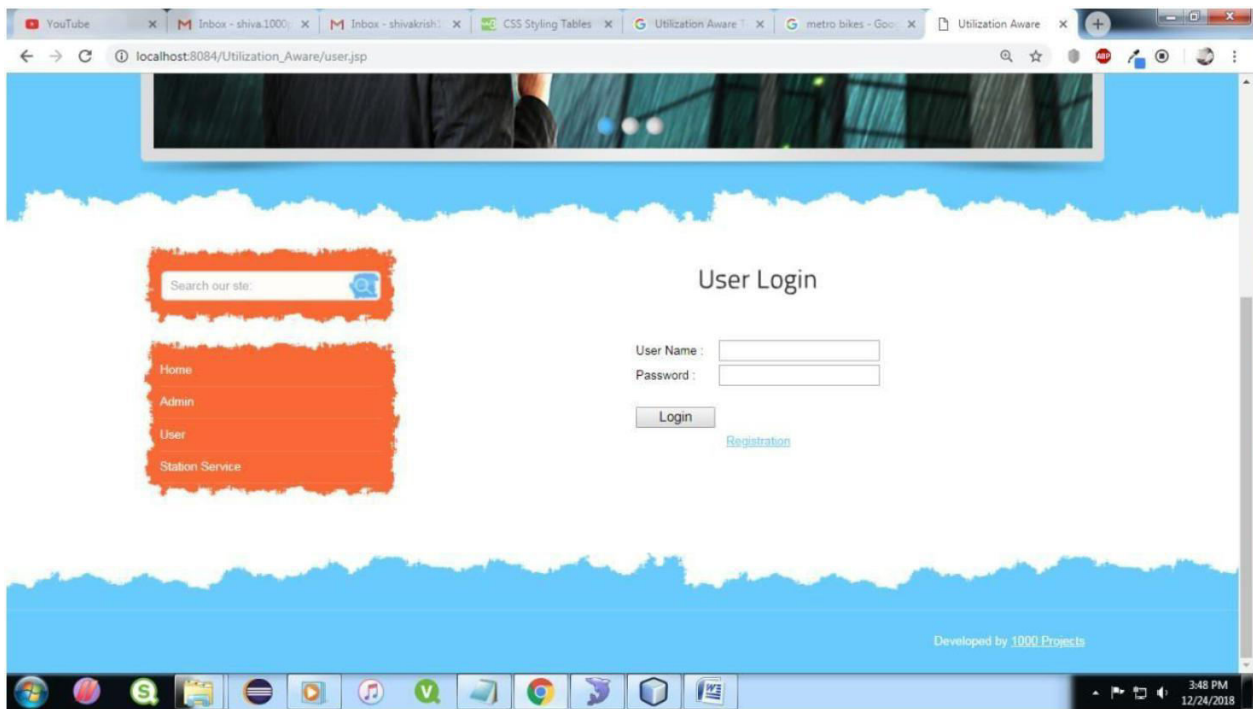 YouTube
Inbox - shiva.1000
Inbox - shivakrish
CSS Styling Tables
Utilization Aware T
metro bikes - Goo
Utilization Aware
localhost:8084/Utilization_Aware/user.jsp
ABP
Search our ste:
Home
Admin
User
Station Service
User Login
User Name :
Password :
Login
Registration
Developed by 1000 Projects
3:48 PM
12/24/2018